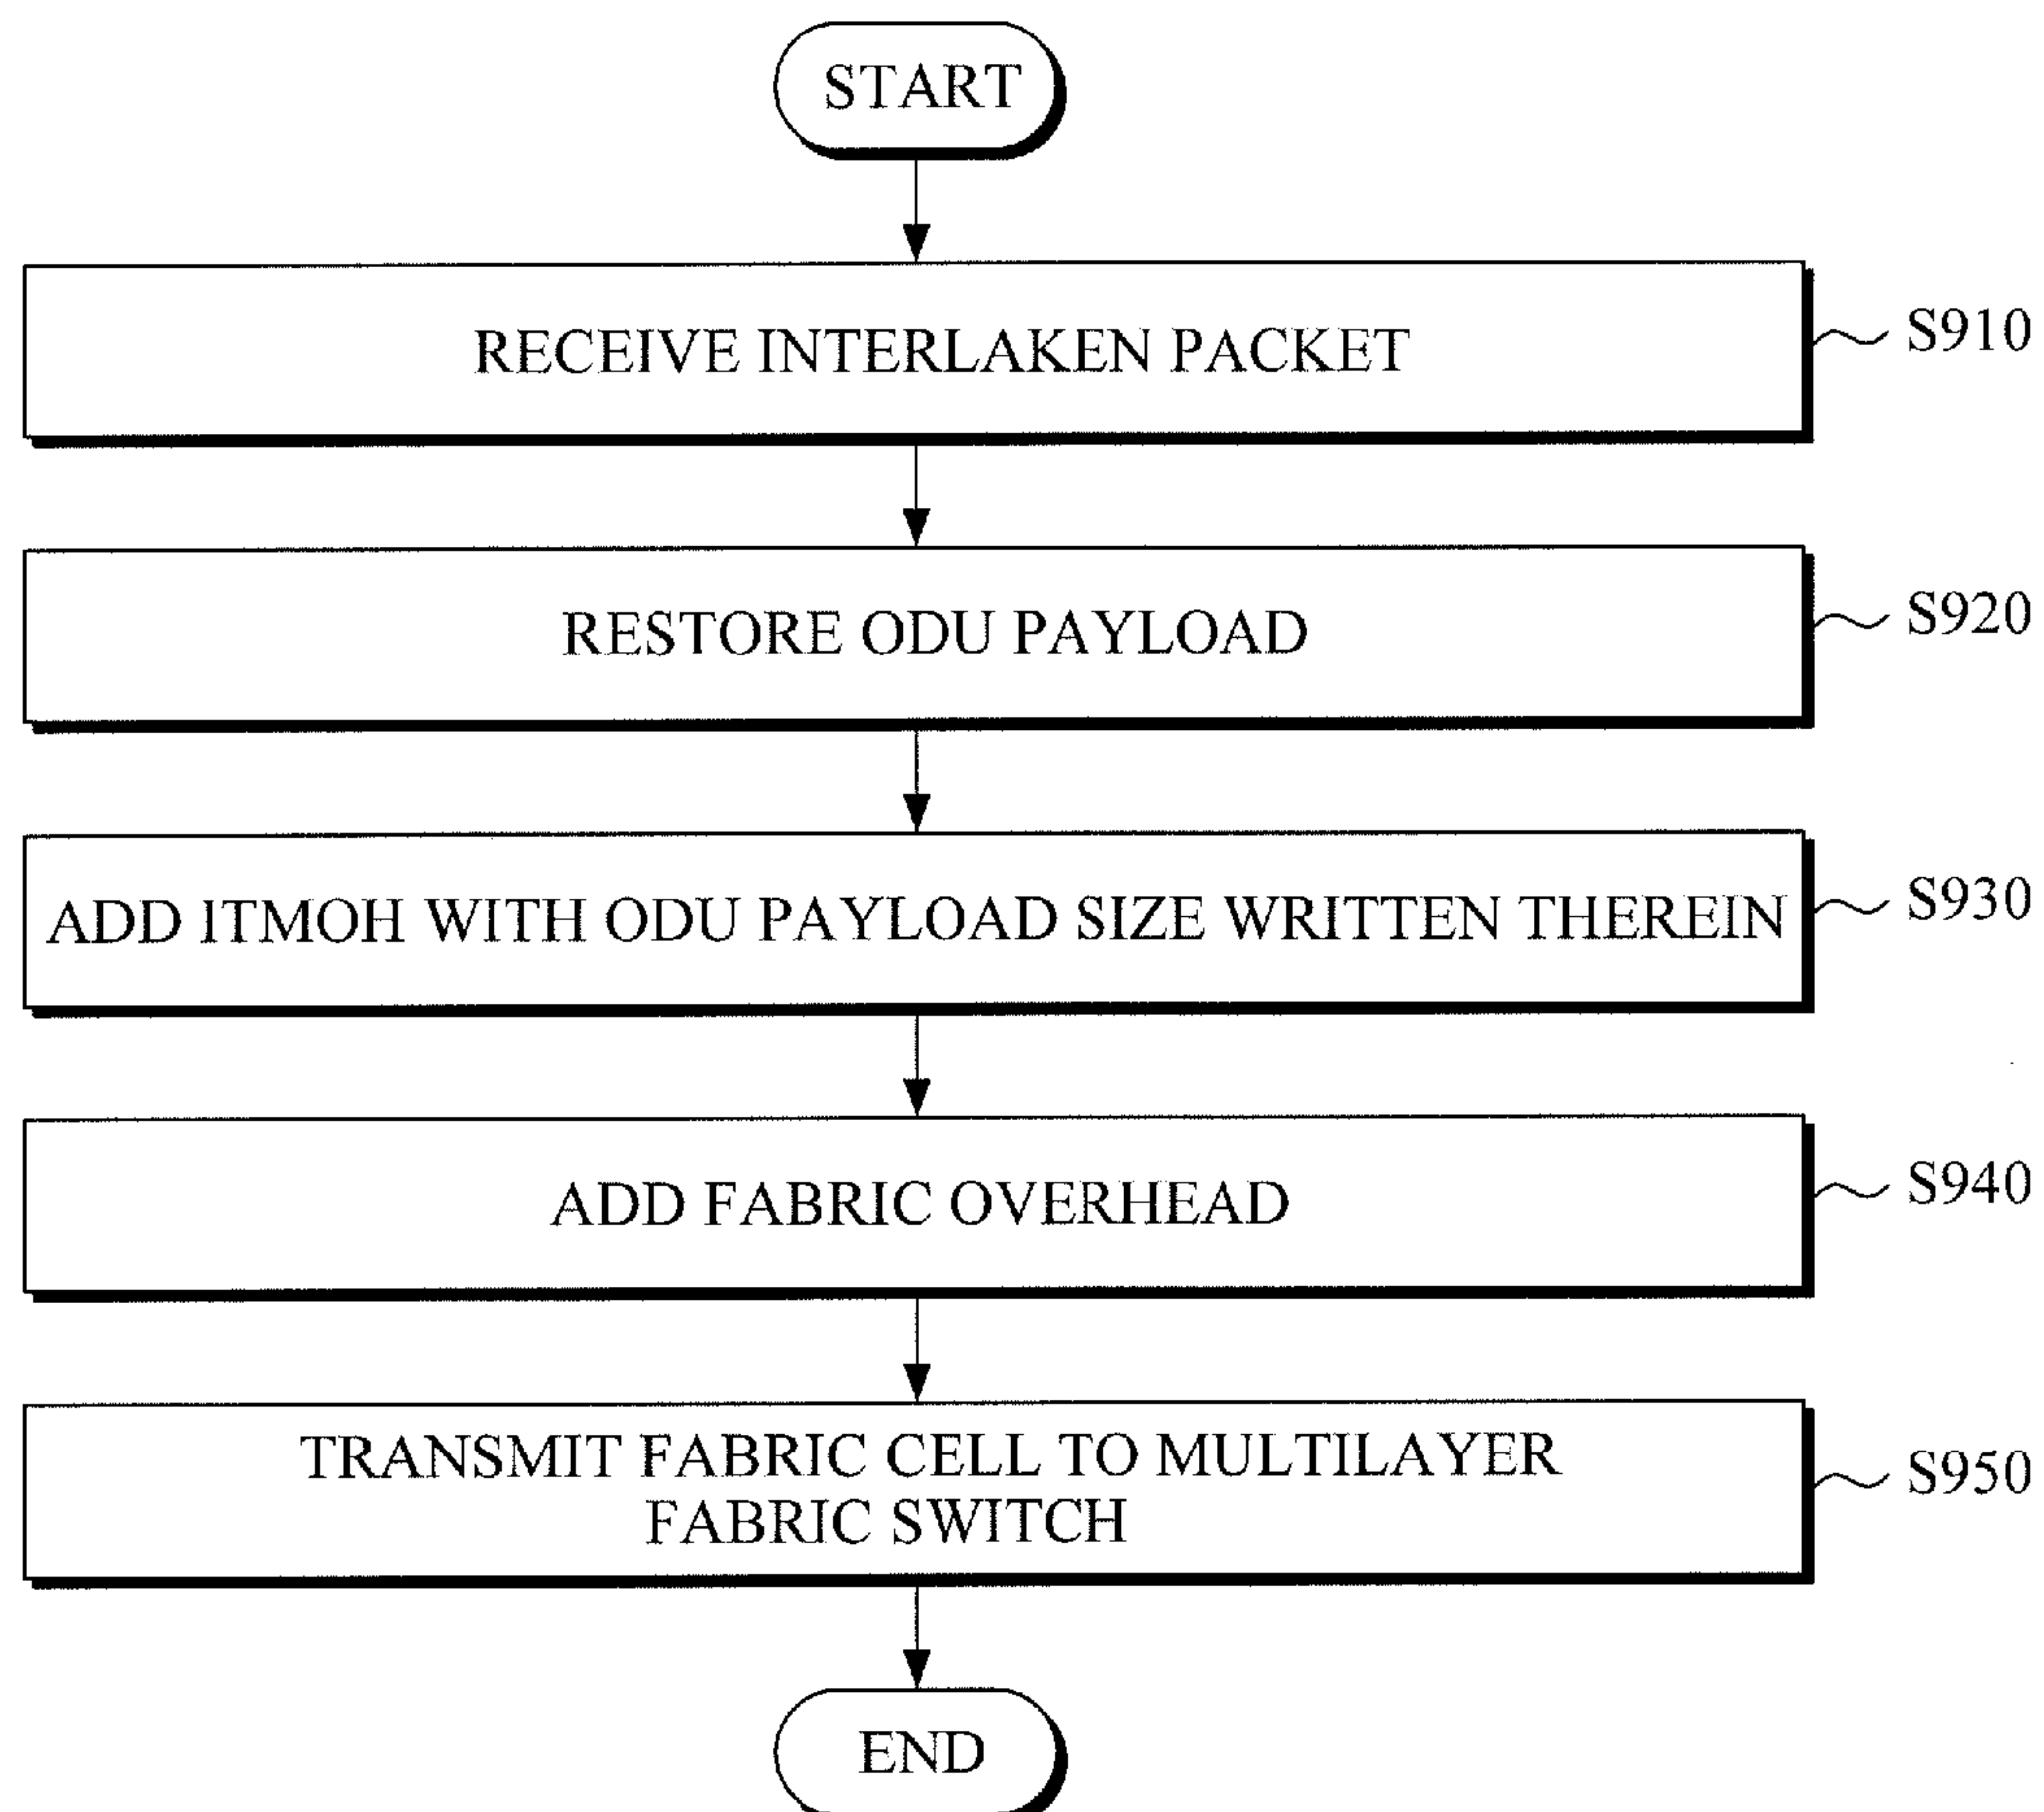 START
RECEIVE INTERLAKEN PACKET
S910
RESTORE ODU PAYLOAD
S920
ADD ITMOH WITH ODU PAYLOAD SIZE WRITTEN THEREIN
S930
ADD FABRIC OVERHEAD
S940
TRANSMIT FABRIC CELL TO MULTILAYER
FABRIC SWITCH
S950
END